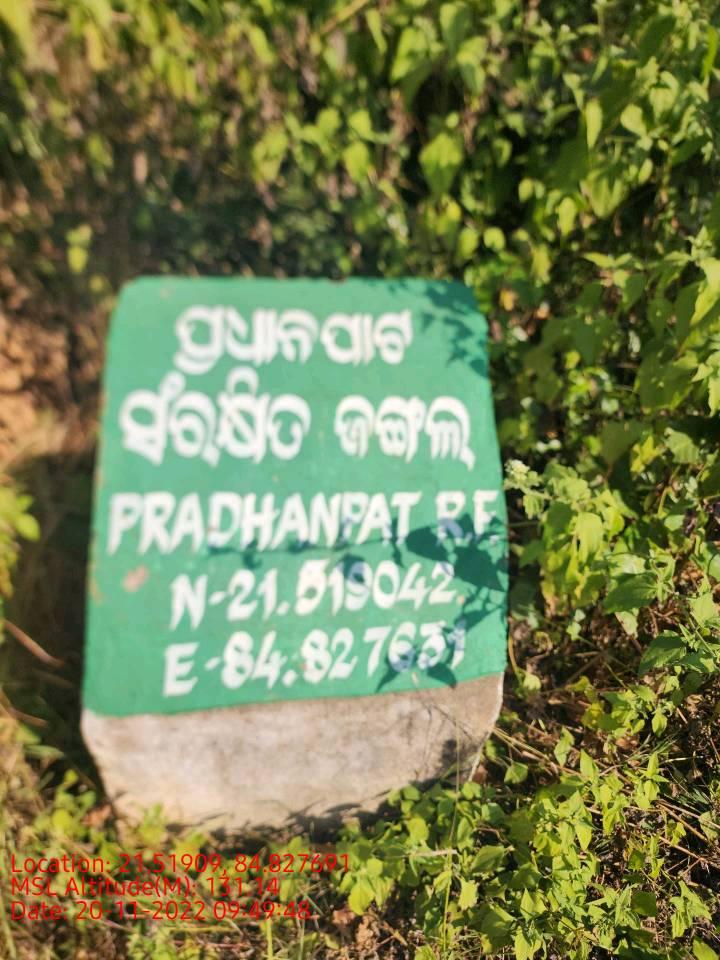 ପ୍ରଧାନପାଟ
ସଂରକ୍ଷିତ ଜଙ୍ଗଲ
PRADHANPAT R.F
N-21.519042
E-84.827631
Location: 21.51909, 84.827691
MSL Altitude(M): 131.14
Date: 20-11-2022 09:49:48